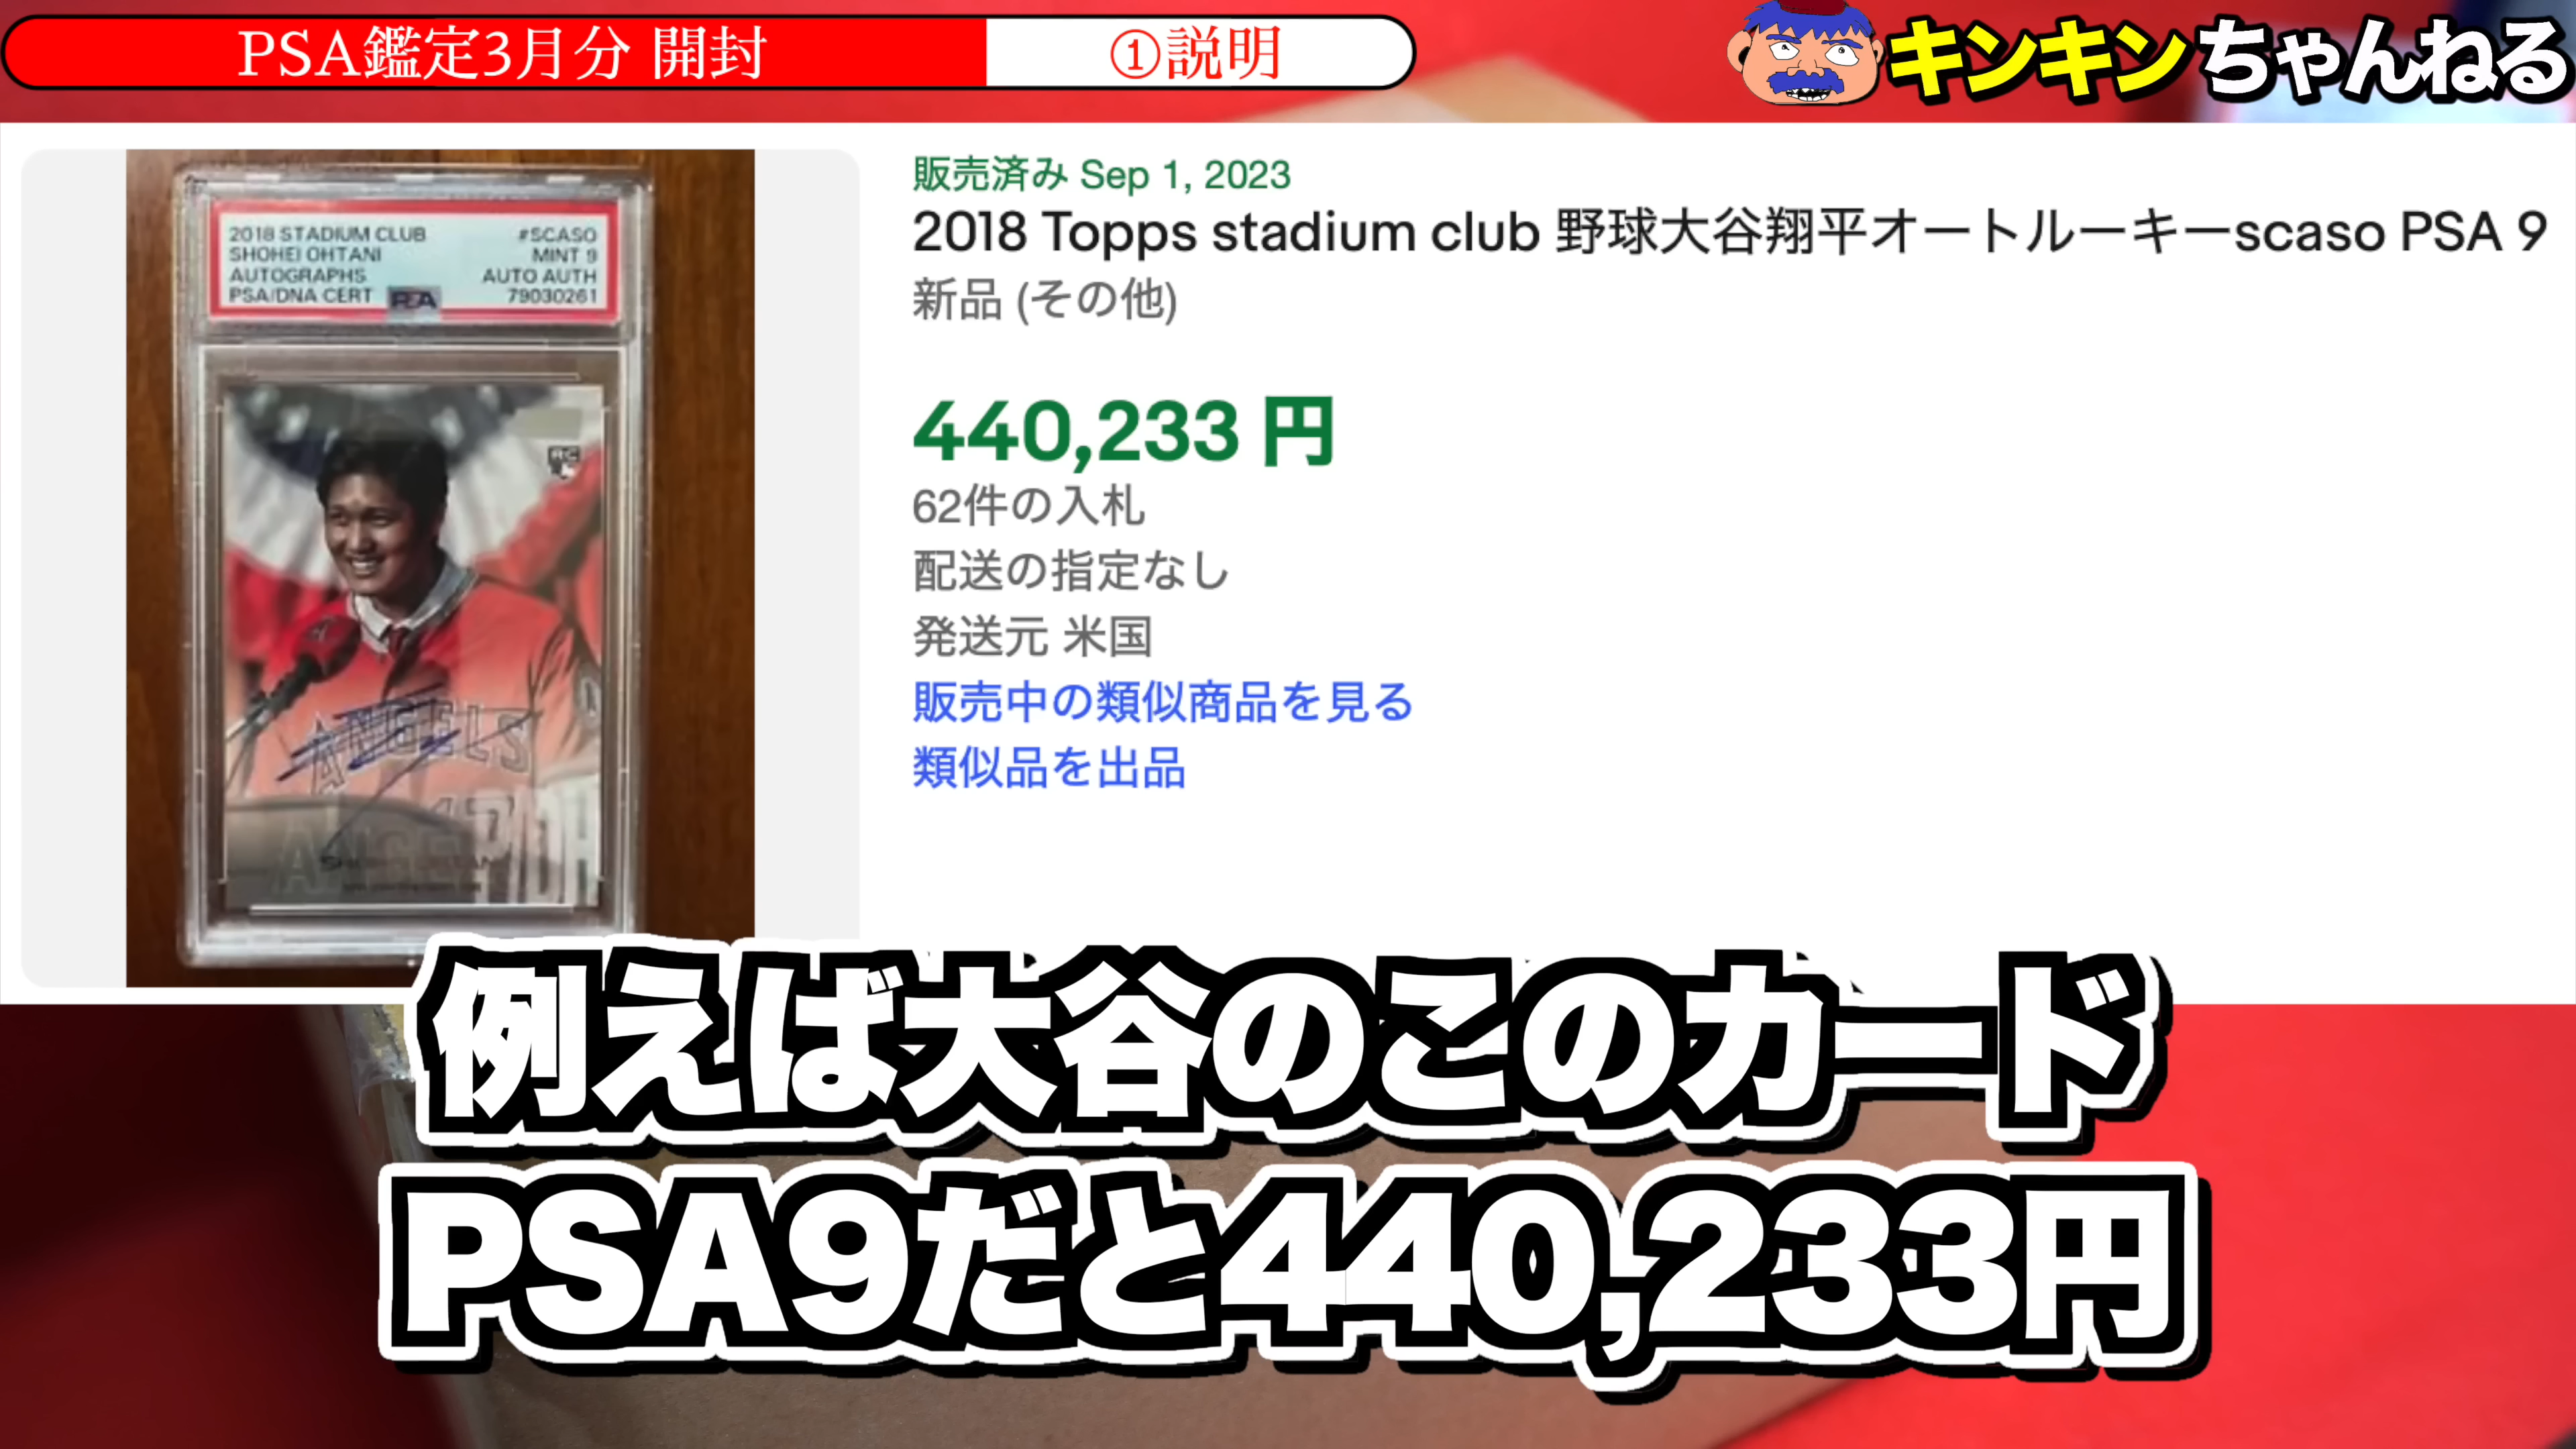 PSA鑑定3月分 開封
①説明
キンキンちゃんねる
2018 STADIUM CLUB #SCASO
SHOHEI OHTANI MINT 9
AUTOGRAPHS AUTO AUTH
PSA/DNA CERT PSA 79030261
RC
ANGELS
販売済み Sep 1, 2023
2018 Topps stadium club 野球大谷翔平オートルーキーscaso PSA 9
新品 (その他)
440,233 円
62件の入札
配送の指定なし
発送元 米国
販売中の類似商品を見る
類似品を出品
例えば大谷のこのカード
PSA9だと440,233円